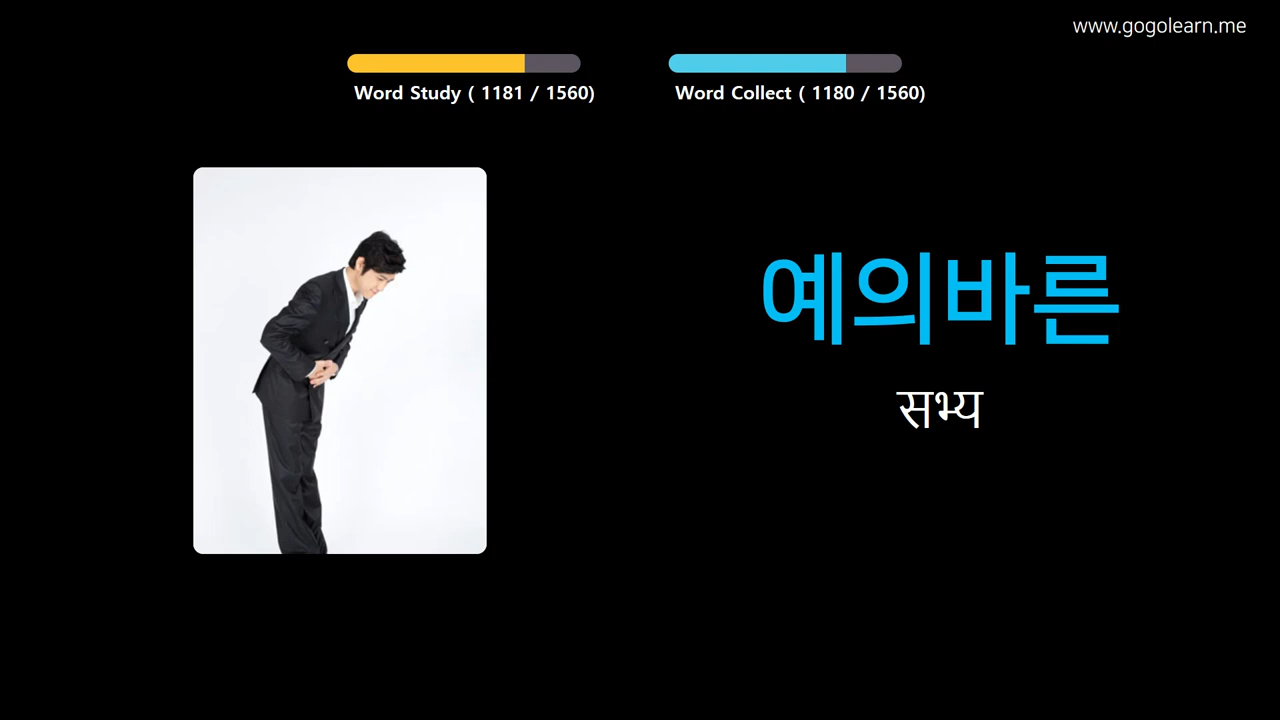 www.gogolearn.me
Word Study ( 1181 / 1560)
Word Collect ( 1180 / 1560)
예의바른
सभ्य